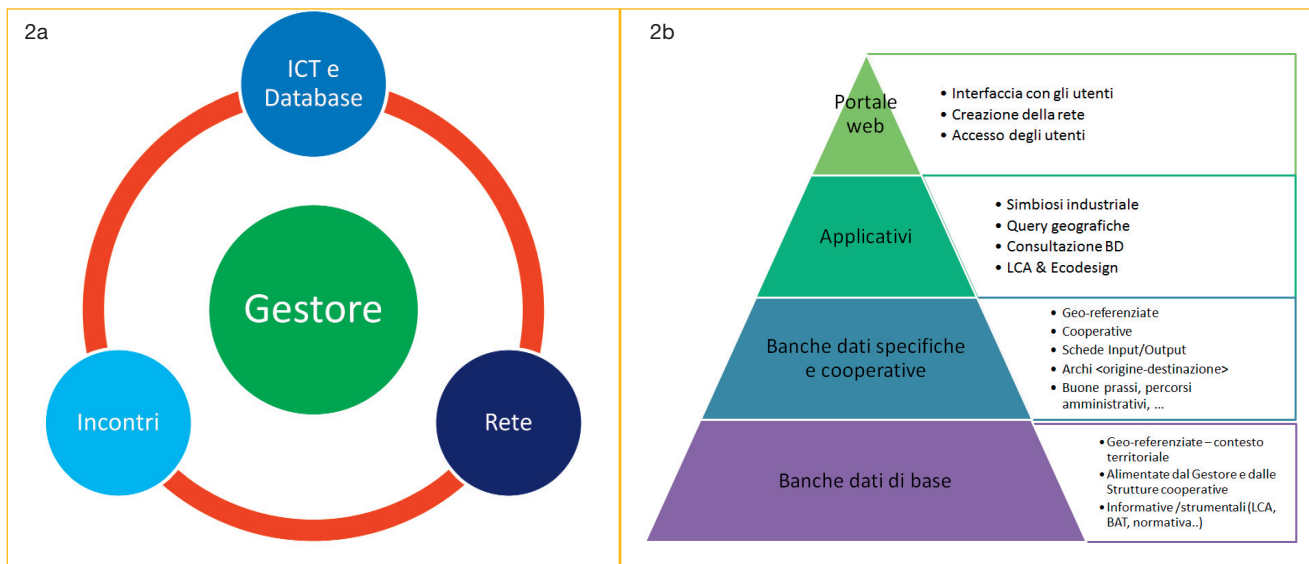 2a
ICT e
Database
Gestore
Incontri
Rete
2b
Portale
web
• Interfaccia con gli utenti
• Creazione della rete
• Accesso degli utenti
Applicativi
• Simbiosi industriale
• Query geografiche
• Consultazione BD
• LCA & Ecodesign
Banche dati specifiche
e cooperative
• Geo-referenziate
• Cooperative
• Schede Input/Output
• Archi <origine-destinazione>
• Buone prassi, percorsi
amministrativi, ...
Banche dati di base
• Geo-referenziate – contesto
territoriale
• Alimentate dal Gestore e dalle
Strutture cooperative
• Informative /strumentali (LCA,
BAT, normativa..)